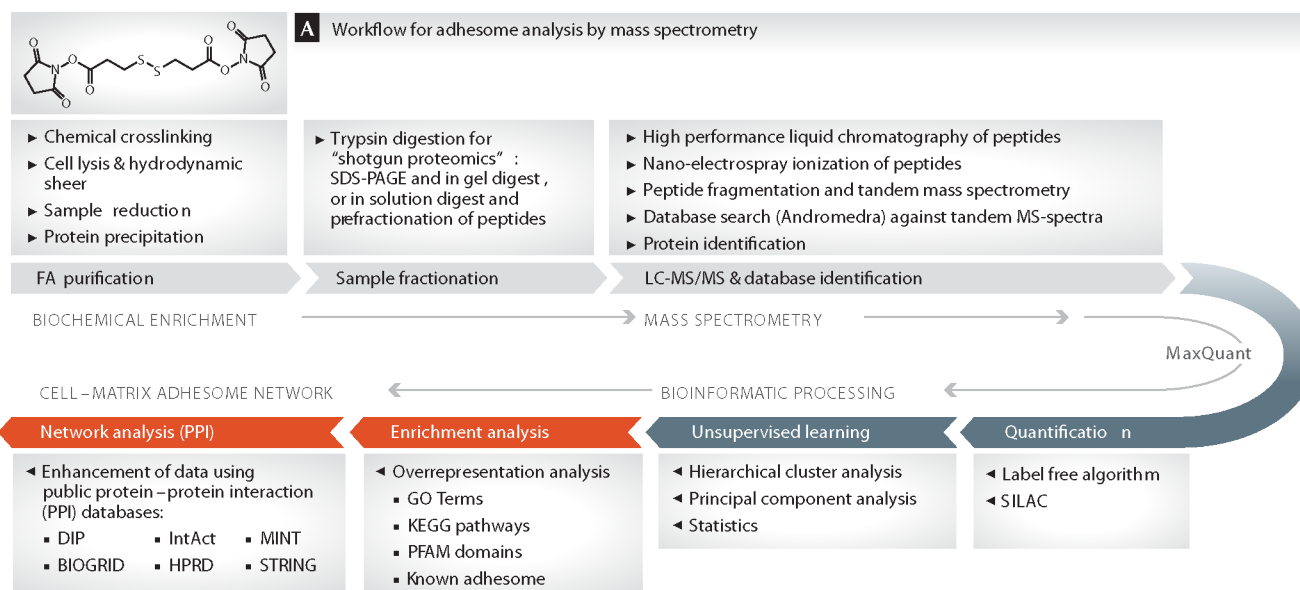 A Workflow for adhesome analysis by mass spectrometry
O
O
N
O
O
O
S
S
O
O
N
O
O
► Chemical crosslinking
► Cell lysis & hydrodynamic
sheer
► Sample reduction
► Protein precipitation
► Trypsin digestion for
“shotgun proteomics” :
SDS-PAGE and in gel digest ,
or in solution digest and
prefractionation of peptides
► High performance liquid chromatography of peptides
► Nano-electrospray ionization of peptides
► Peptide fragmentation and tandem mass spectrometry
► Database search (Andromedra) against tandem MS-spectra
► Protein identification
FA purification
Sample fractionation
LC-MS/MS & database identification
BIOCHEMICAL ENRICHMENT
MASS SPECTROMETRY
MaxQuant
CELL–MATRIX ADHESOME NETWORK
BIOINFORMATIC PROCESSING
Network analysis (PPI)
Enrichment analysis
Unsupervised learning
Quantification
◄ Enhancement of data using
public protein–protein interaction
(PPI) databases:
▪ DIP ▪ IntAct ▪ MINT
▪ BIOGRID ▪ HPRD ▪ STRING
◄ Overrepresentation analysis
▪ GO Terms
▪ KEGG pathways
▪ PFAM domains
▪ Known adhesome
◄ Hierarchical cluster analysis
◄ Principal component analysis
◄ Statistics
◄ Label free algorithm
◄ SILAC